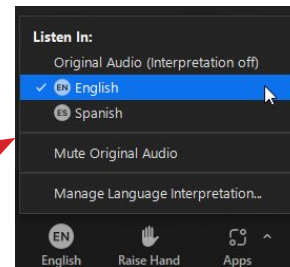 Listen In:
Original Audio (Interpretation off)
EN English
ES Spanish
Mute Original Audio
Manage Language Interpretation...
EN
English Raise Hand Apps